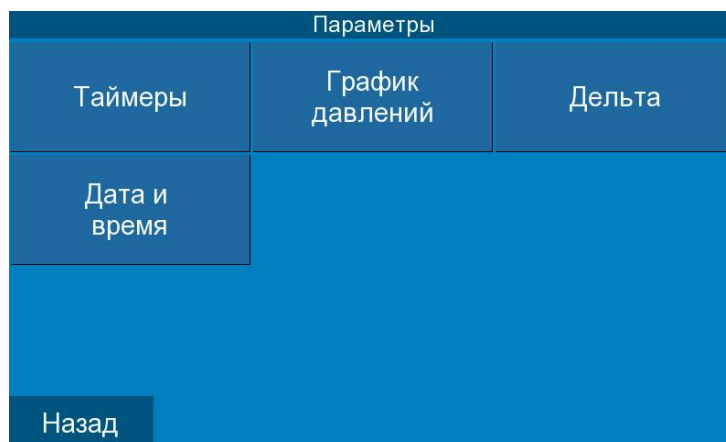 Параметры
Таймеры
График
давлений
Дельта
Дата и
время
Назад